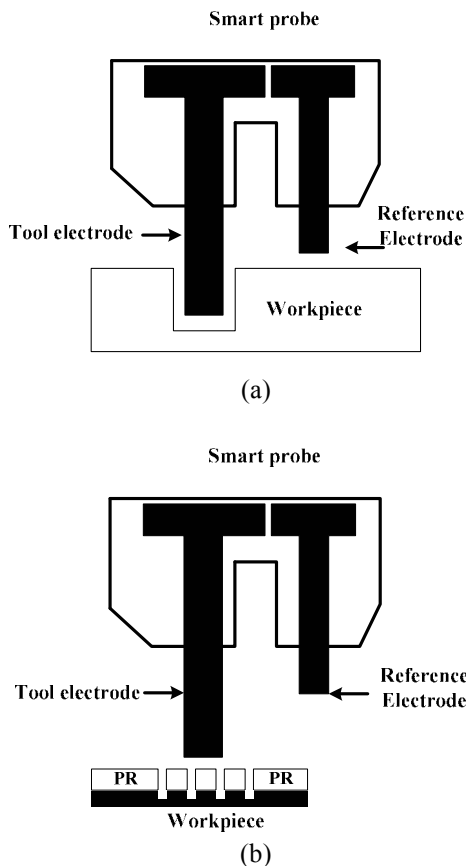 Smart probe
Tool electrode
Reference
Electrode
Workpiece
(a)
Smart probe
Tool electrode
Reference
Electrode
PR PR
Workpiece
(b)